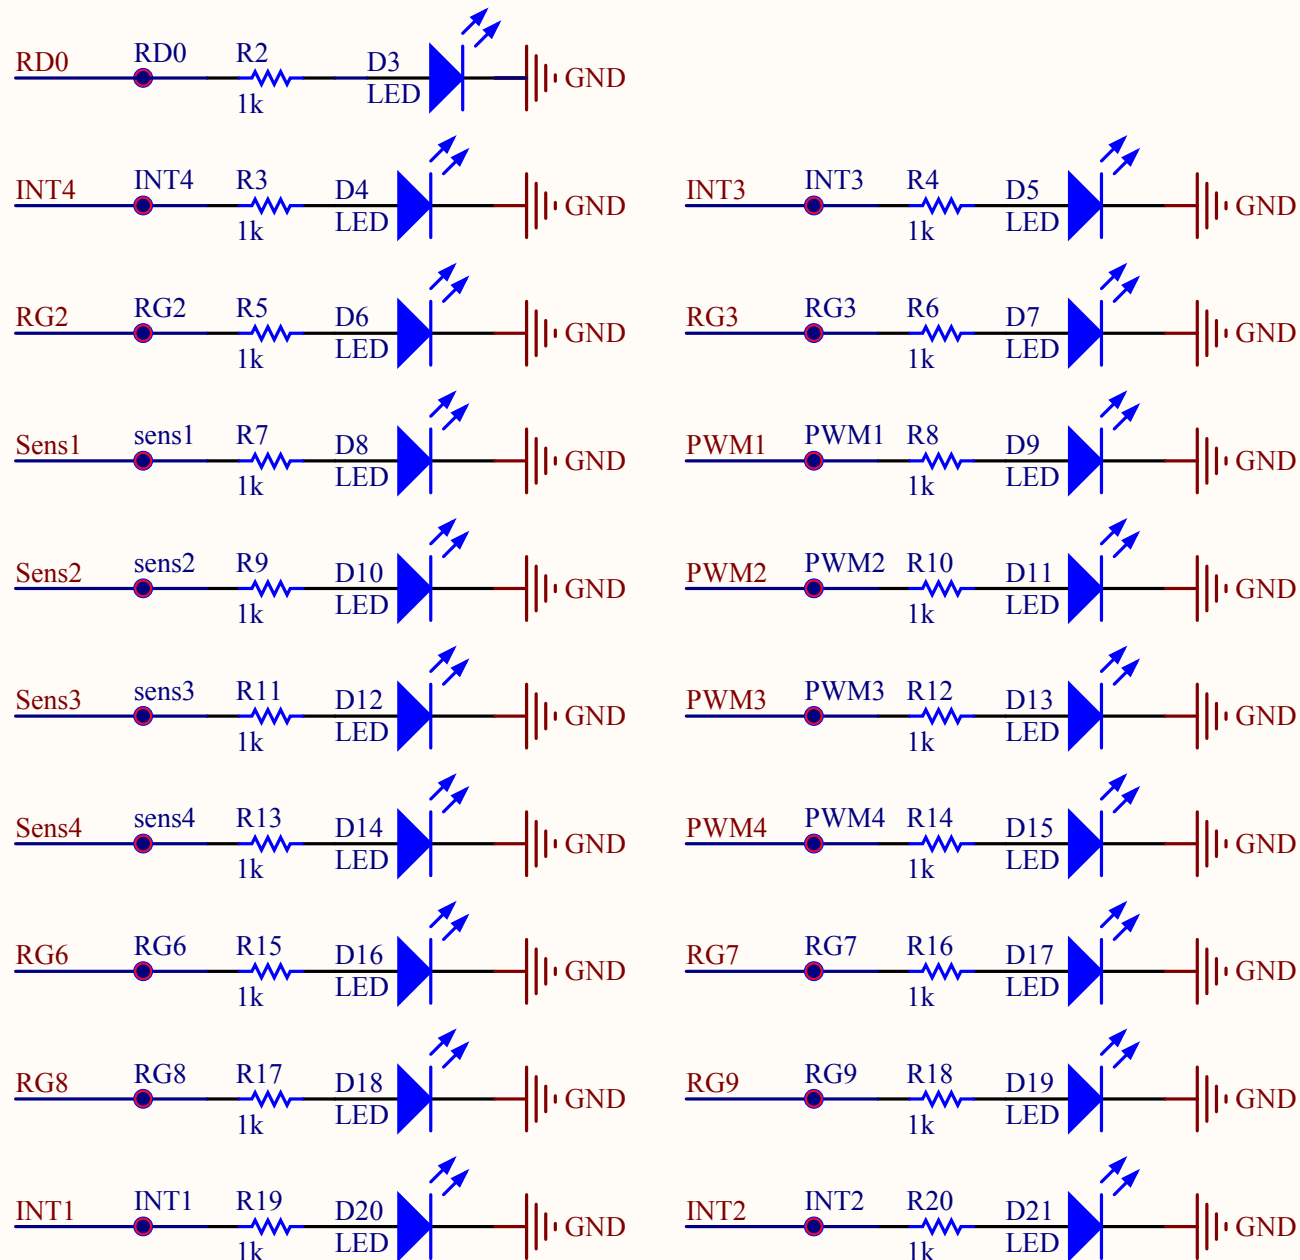 RD0 RD0 R2 1k D3 LED GND
INT4 INT4 R3 1k D4 LED GND
INT3 INT3 R4 1k D5 LED GND
RG2 RG2 R5 1k D6 LED GND
RG3 RG3 R6 1k D7 LED GND
Sens1 sens1 R7 1k D8 LED GND
PWM1 PWM1 R8 1k D9 LED GND
Sens2 sens2 R9 1k D10 LED GND
PWM2 PWM2 R10 1k D11 LED GND
Sens3 sens3 R11 1k D12 LED GND
PWM3 PWM3 R12 1k D13 LED GND
Sens4 sens4 R13 1k D14 LED GND
PWM4 PWM4 R14 1k D15 LED GND
RG6 RG6 R15 1k D16 LED GND
RG7 RG7 R16 1k D17 LED GND
RG8 RG8 R17 1k D18 LED GND
RG9 RG9 R18 1k D19 LED GND
INT1 INT1 R19 1k D20 LED GND
INT2 INT2 R20 1k D21 LED GND